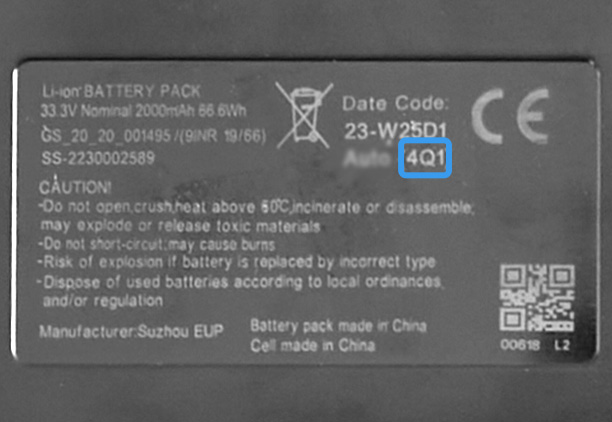 Li-ion BATTERY PACK
33.3V Nominal 2000mAh 66.6Wh
GS_20_20_001495 /(9INR 19/66)
SS-2230002589
Date Code:
23-W25D1
Auto 4Q1
CE
CAUTION!
-Do not open,crush,heat above 60℃,incinerate or disassemble;
may explode or release toxic materials
-Do not short-circuit;may cause burns
-Risk of explosion if battery is replaced by incorrect type
-Dispose of used batteries according to local ordinances
and/or regulation
Manufacturer:Suzhou EUP
Battery pack made in China
Cell made in China
00618 L2